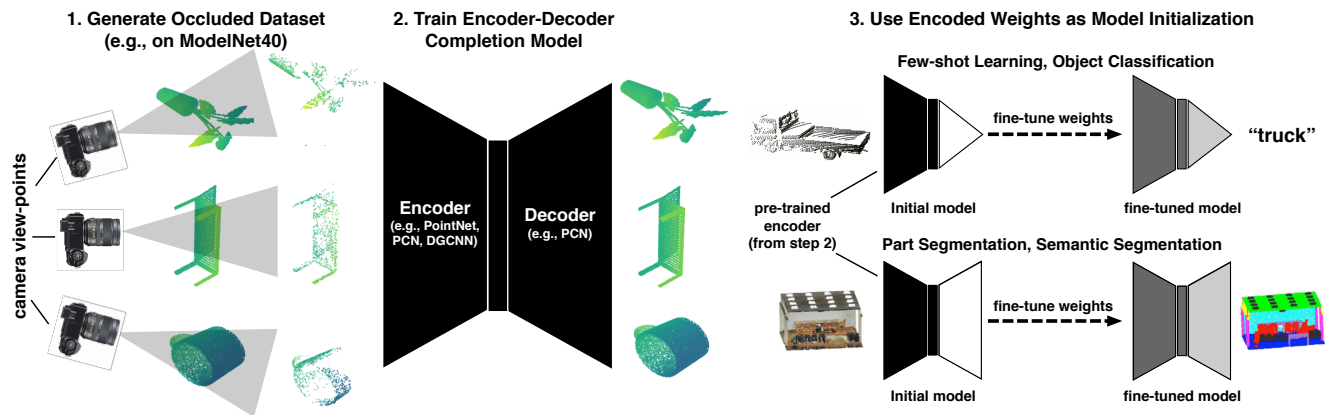 1. Generate Occluded Dataset
(e.g., on ModelNet40)
camera view-points
2. Train Encoder-Decoder
Completion Model
Encoder
(e.g., PointNet,
PCN, DGCNN)
Decoder
(e.g., PCN)
3. Use Encoded Weights as Model Initialization
Few-shot Learning, Object Classification
fine-tune weights
“truck”
Initial model
fine-tuned model
pre-trained
encoder
(from step 2)
Part Segmentation, Semantic Segmentation
fine-tune weights
Initial model
fine-tuned model